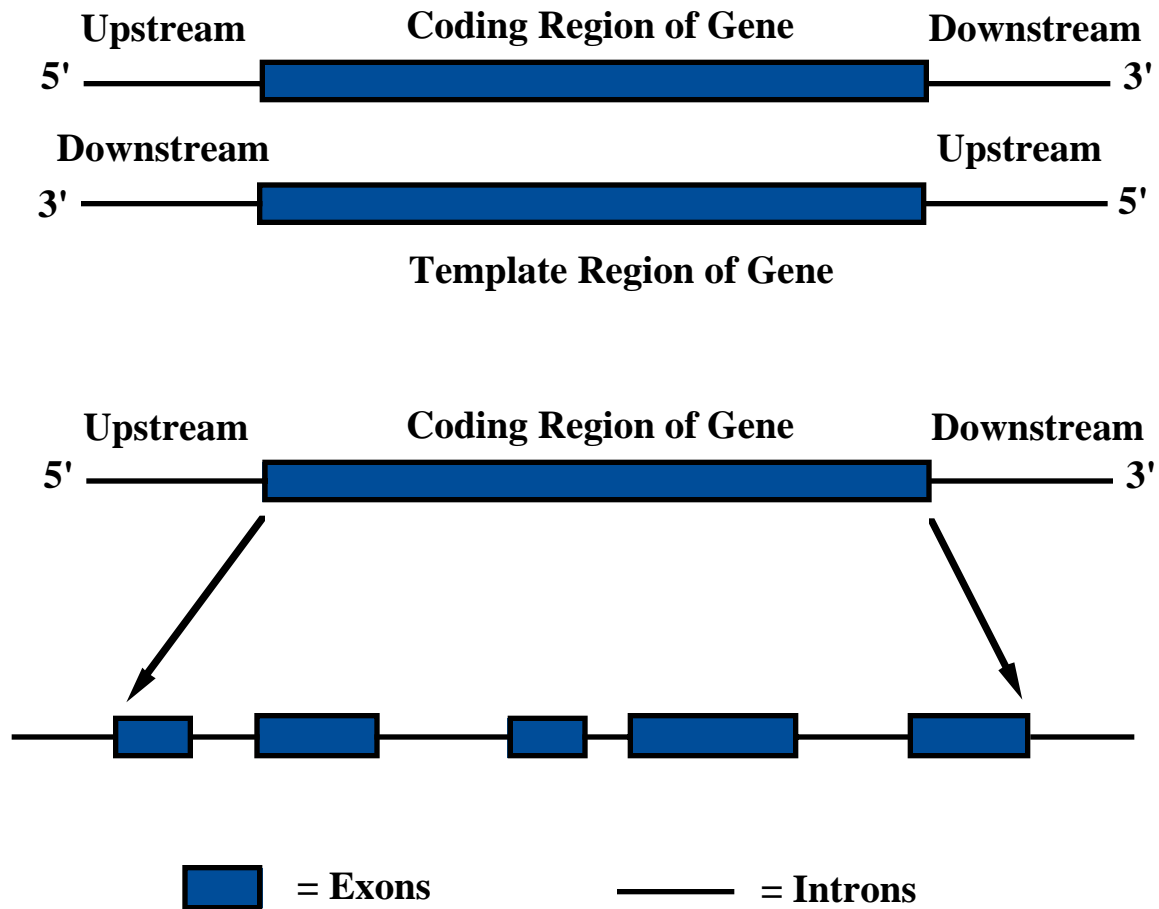 Upstream Coding Region of Gene Downstream
5' 3'
Downstream Upstream
3' 5'
Template Region of Gene
Upstream Coding Region of Gene Downstream
5' 3'
= Exons = Introns